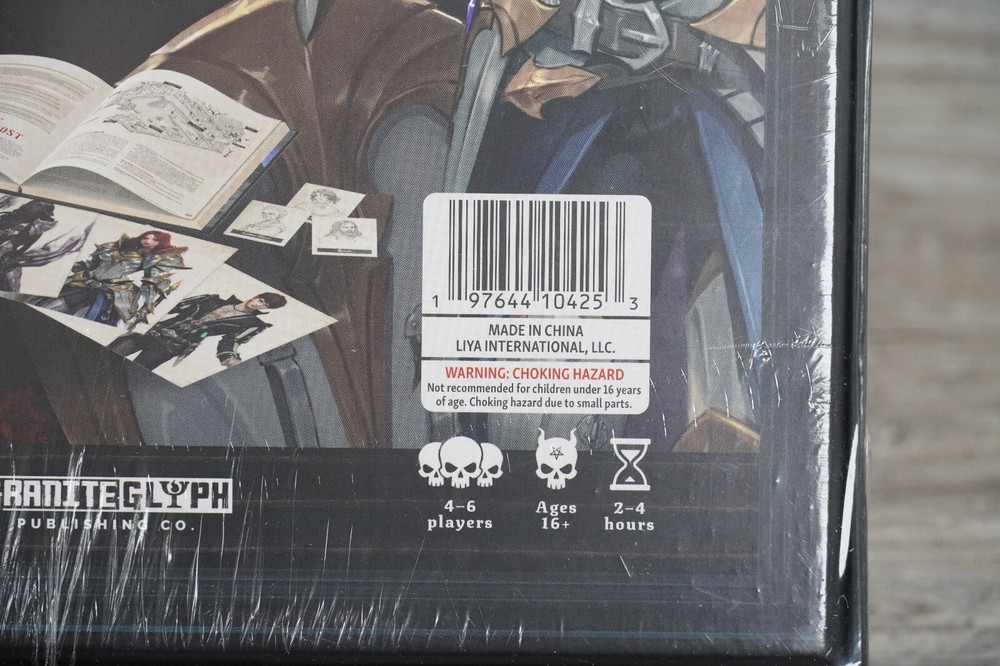 1 97644 10425 3
MADE IN CHINA
LIYA INTERNATIONAL, LLC.
WARNING: CHOKING HAZARD
Not recommended for children under 16 years
of age. Choking hazard due to small parts.
4–6
players
Ages
16+
2–4
hours
RANITEGLYPH
PUBLISHING CO.